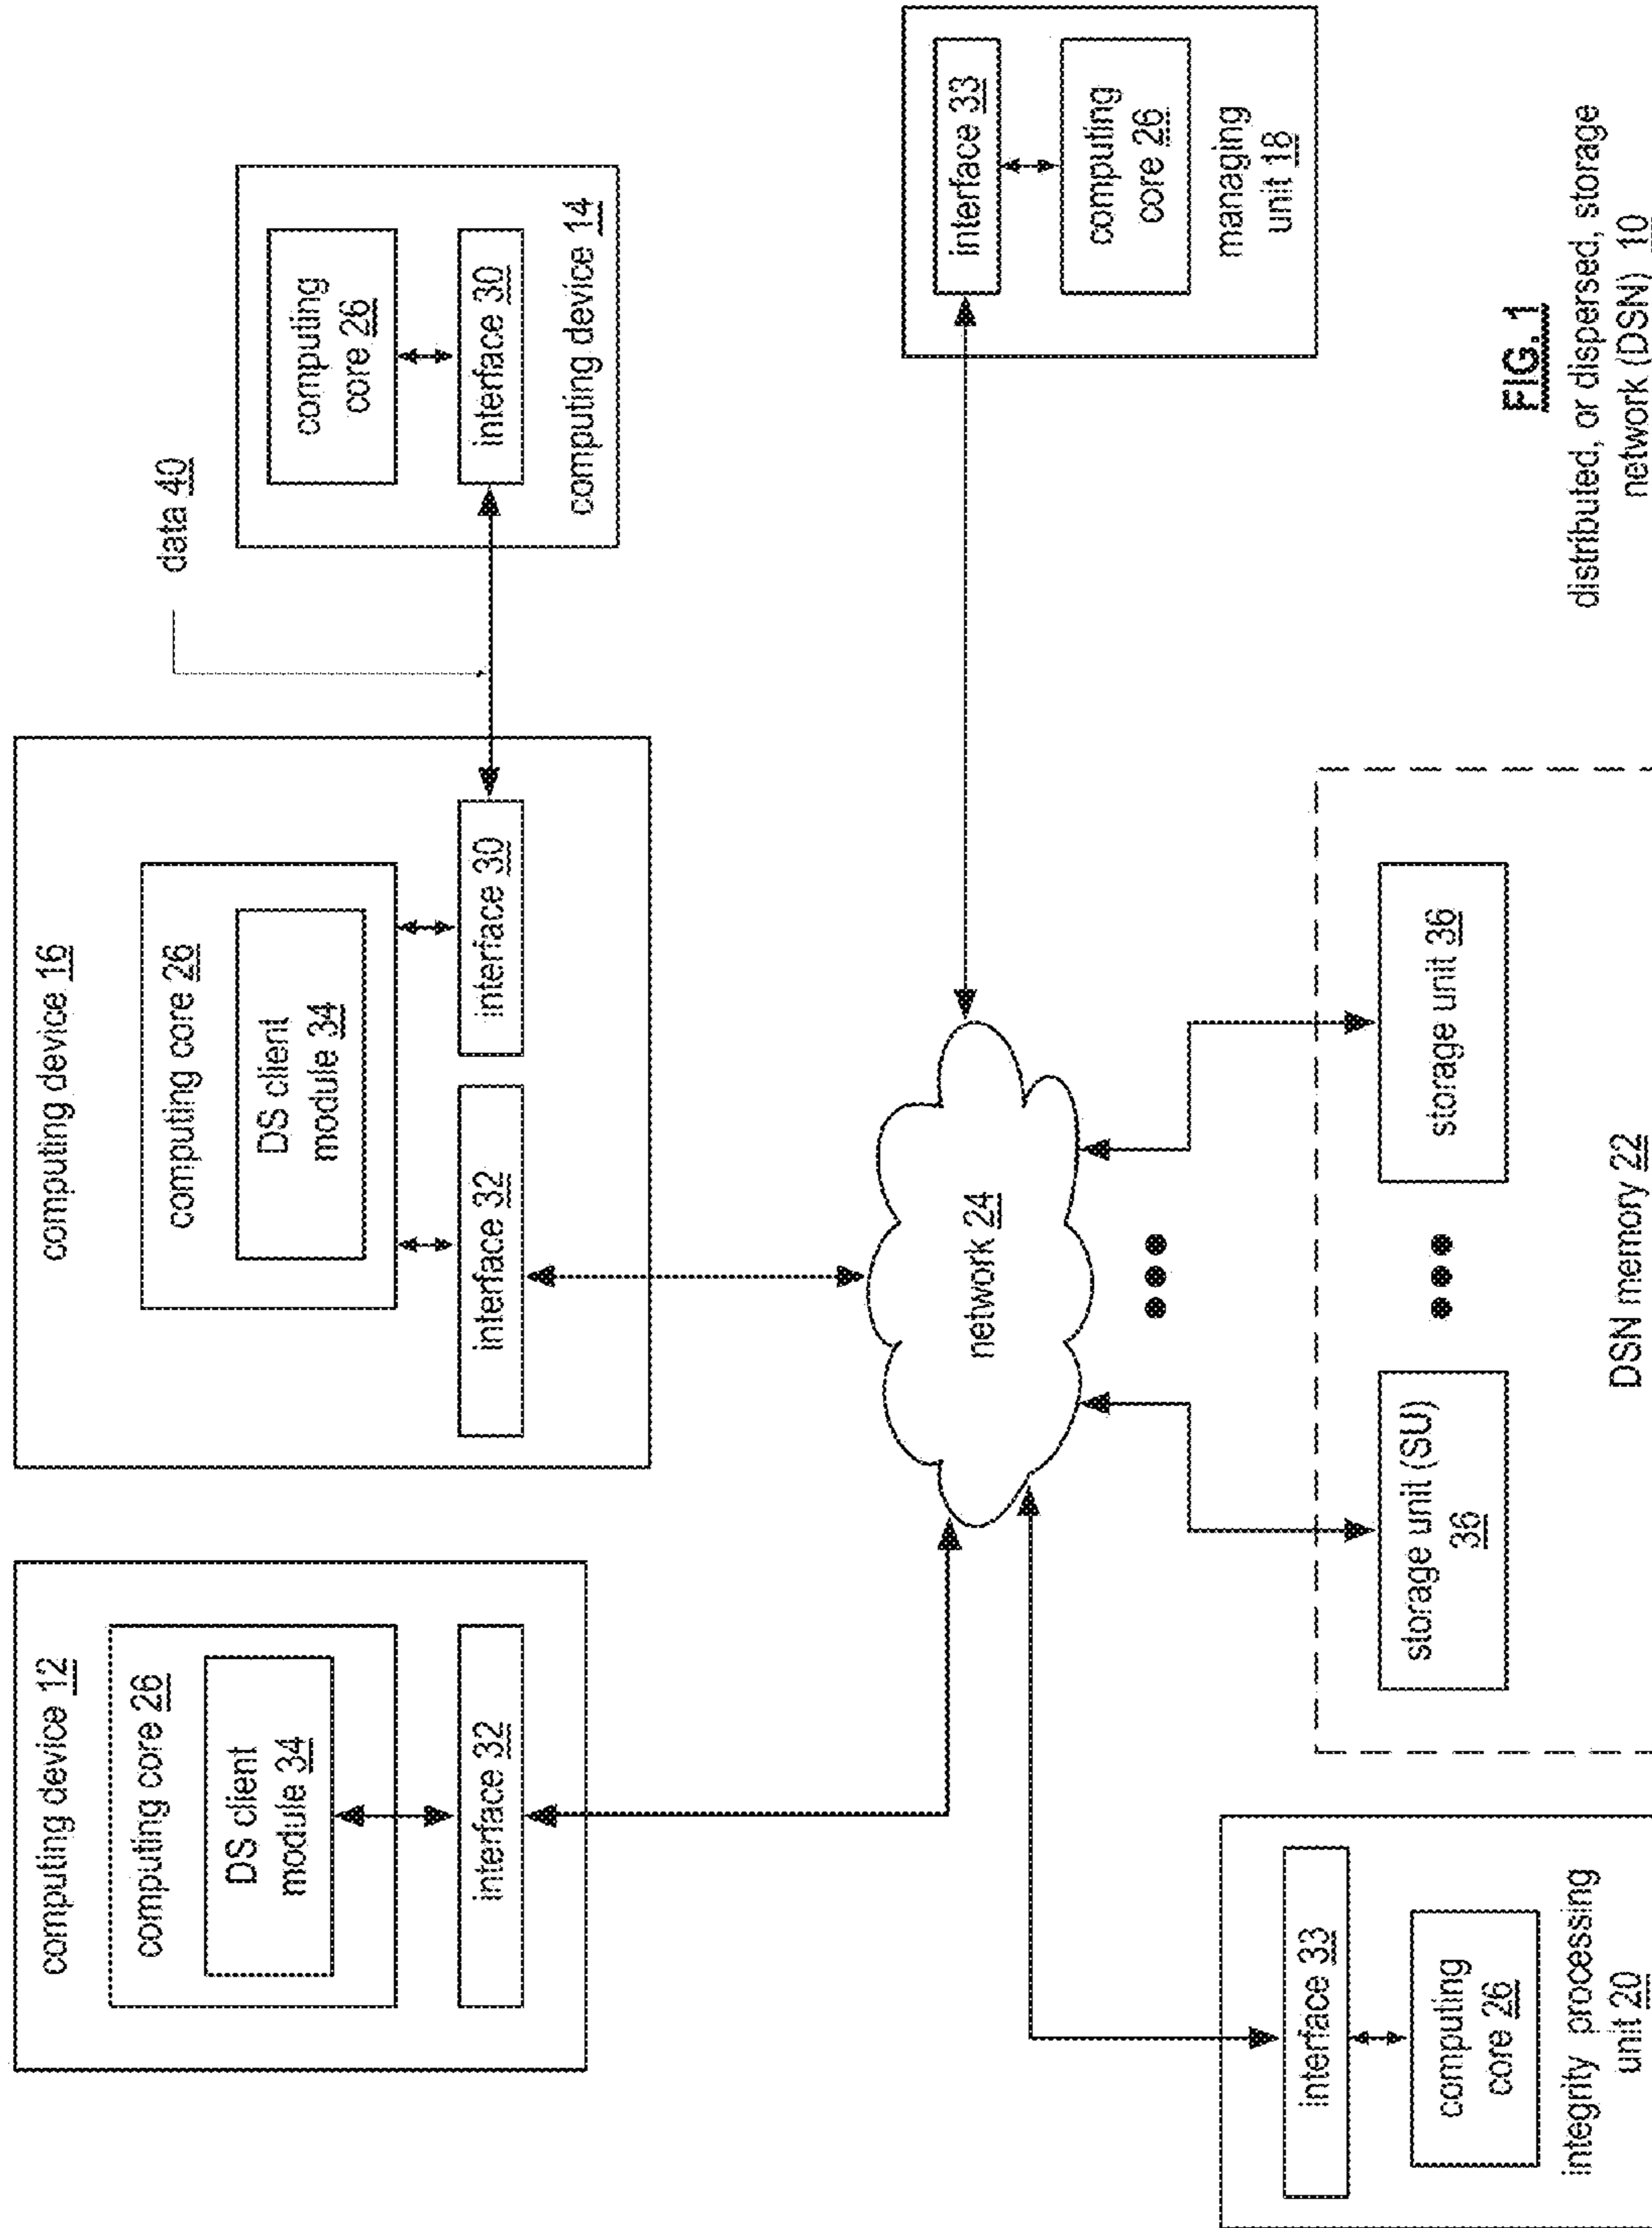 computing device 12
computing core 26
DS client
module 34
interface 32
computing device 16
computing core 26
DS client
module 34
interface 32
interface 30
data 40
computing
core 26
interface 30
computing device 14
network 24
interface 33
computing
core 26
managing
unit 18
interface 33
computing
core 26
integrity processing
unit 20
storage unit (SU)
36
storage unit 36
DSN memory 22
FIG. 1
distributed, or dispersed, storage
network (DSN) 10